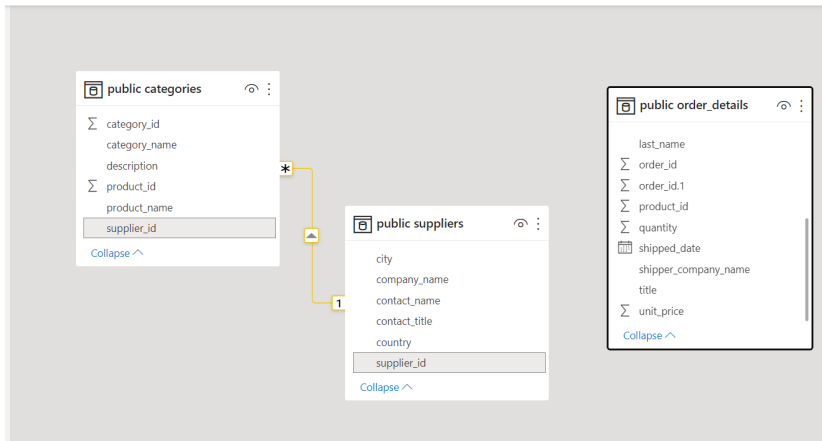 public categories
category_id
category_name
description
product_id
product_name
supplier_id
Collapse
*
1
public suppliers
city
company_name
contact_name
contact_title
country
supplier_id
Collapse
public order_details
last_name
order_id
order_id.1
product_id
quantity
shipped_date
shipper_company_name
title
unit_price
Collapse